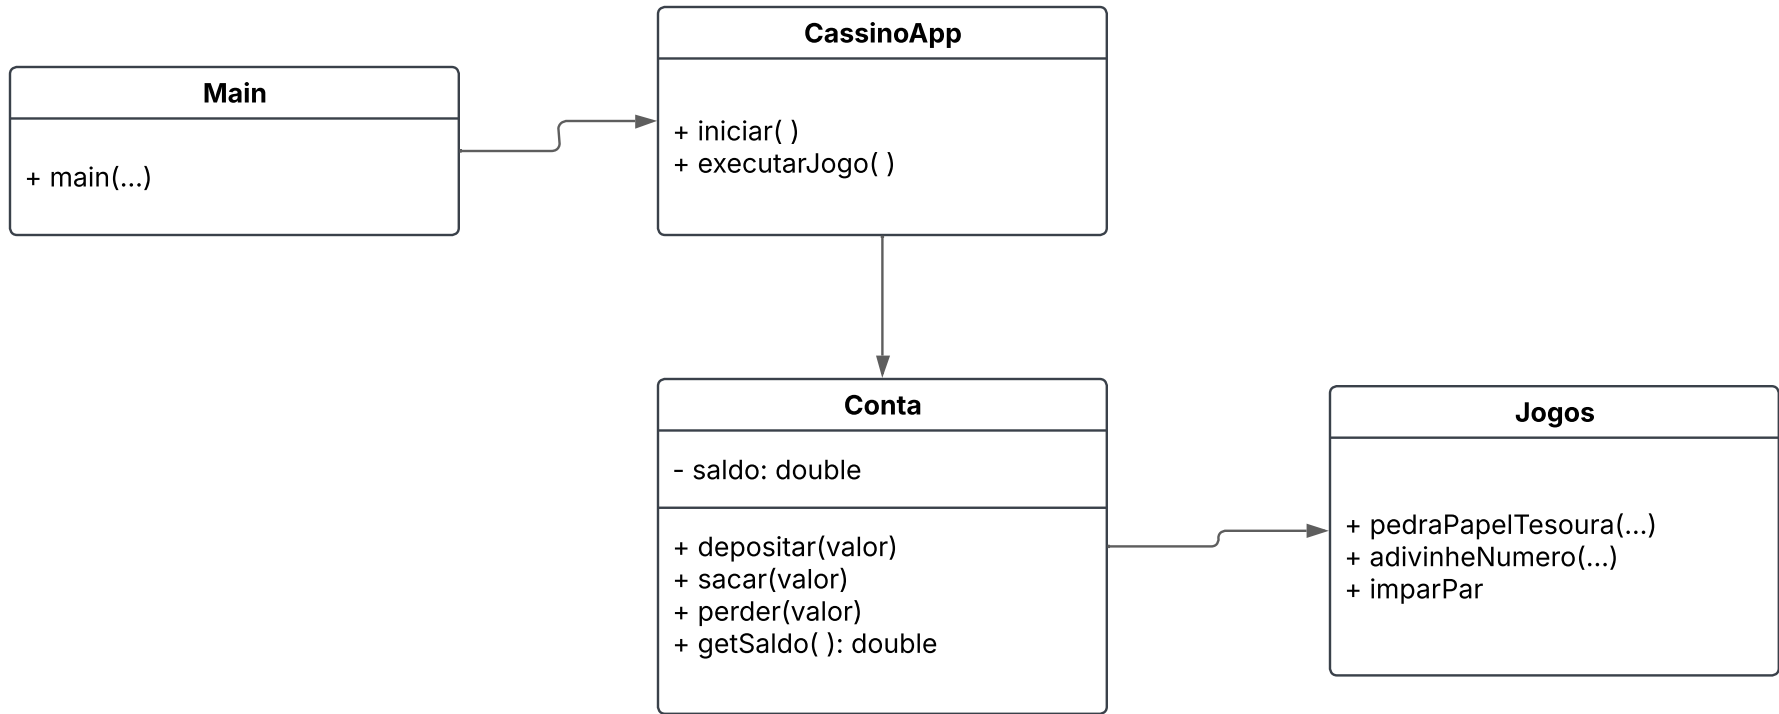 CassinoApp
+ iniciar( )
+ executarJogo( )
Main
+ main(...)
Conta
- saldo: double
+ depositar(valor)
+ sacar(valor)
+ perder(valor)
+ getSaldo( ): double
Jogos
+ pedraPapelTesoura(...)
+ adivinheNumero(...)
+ imparPar